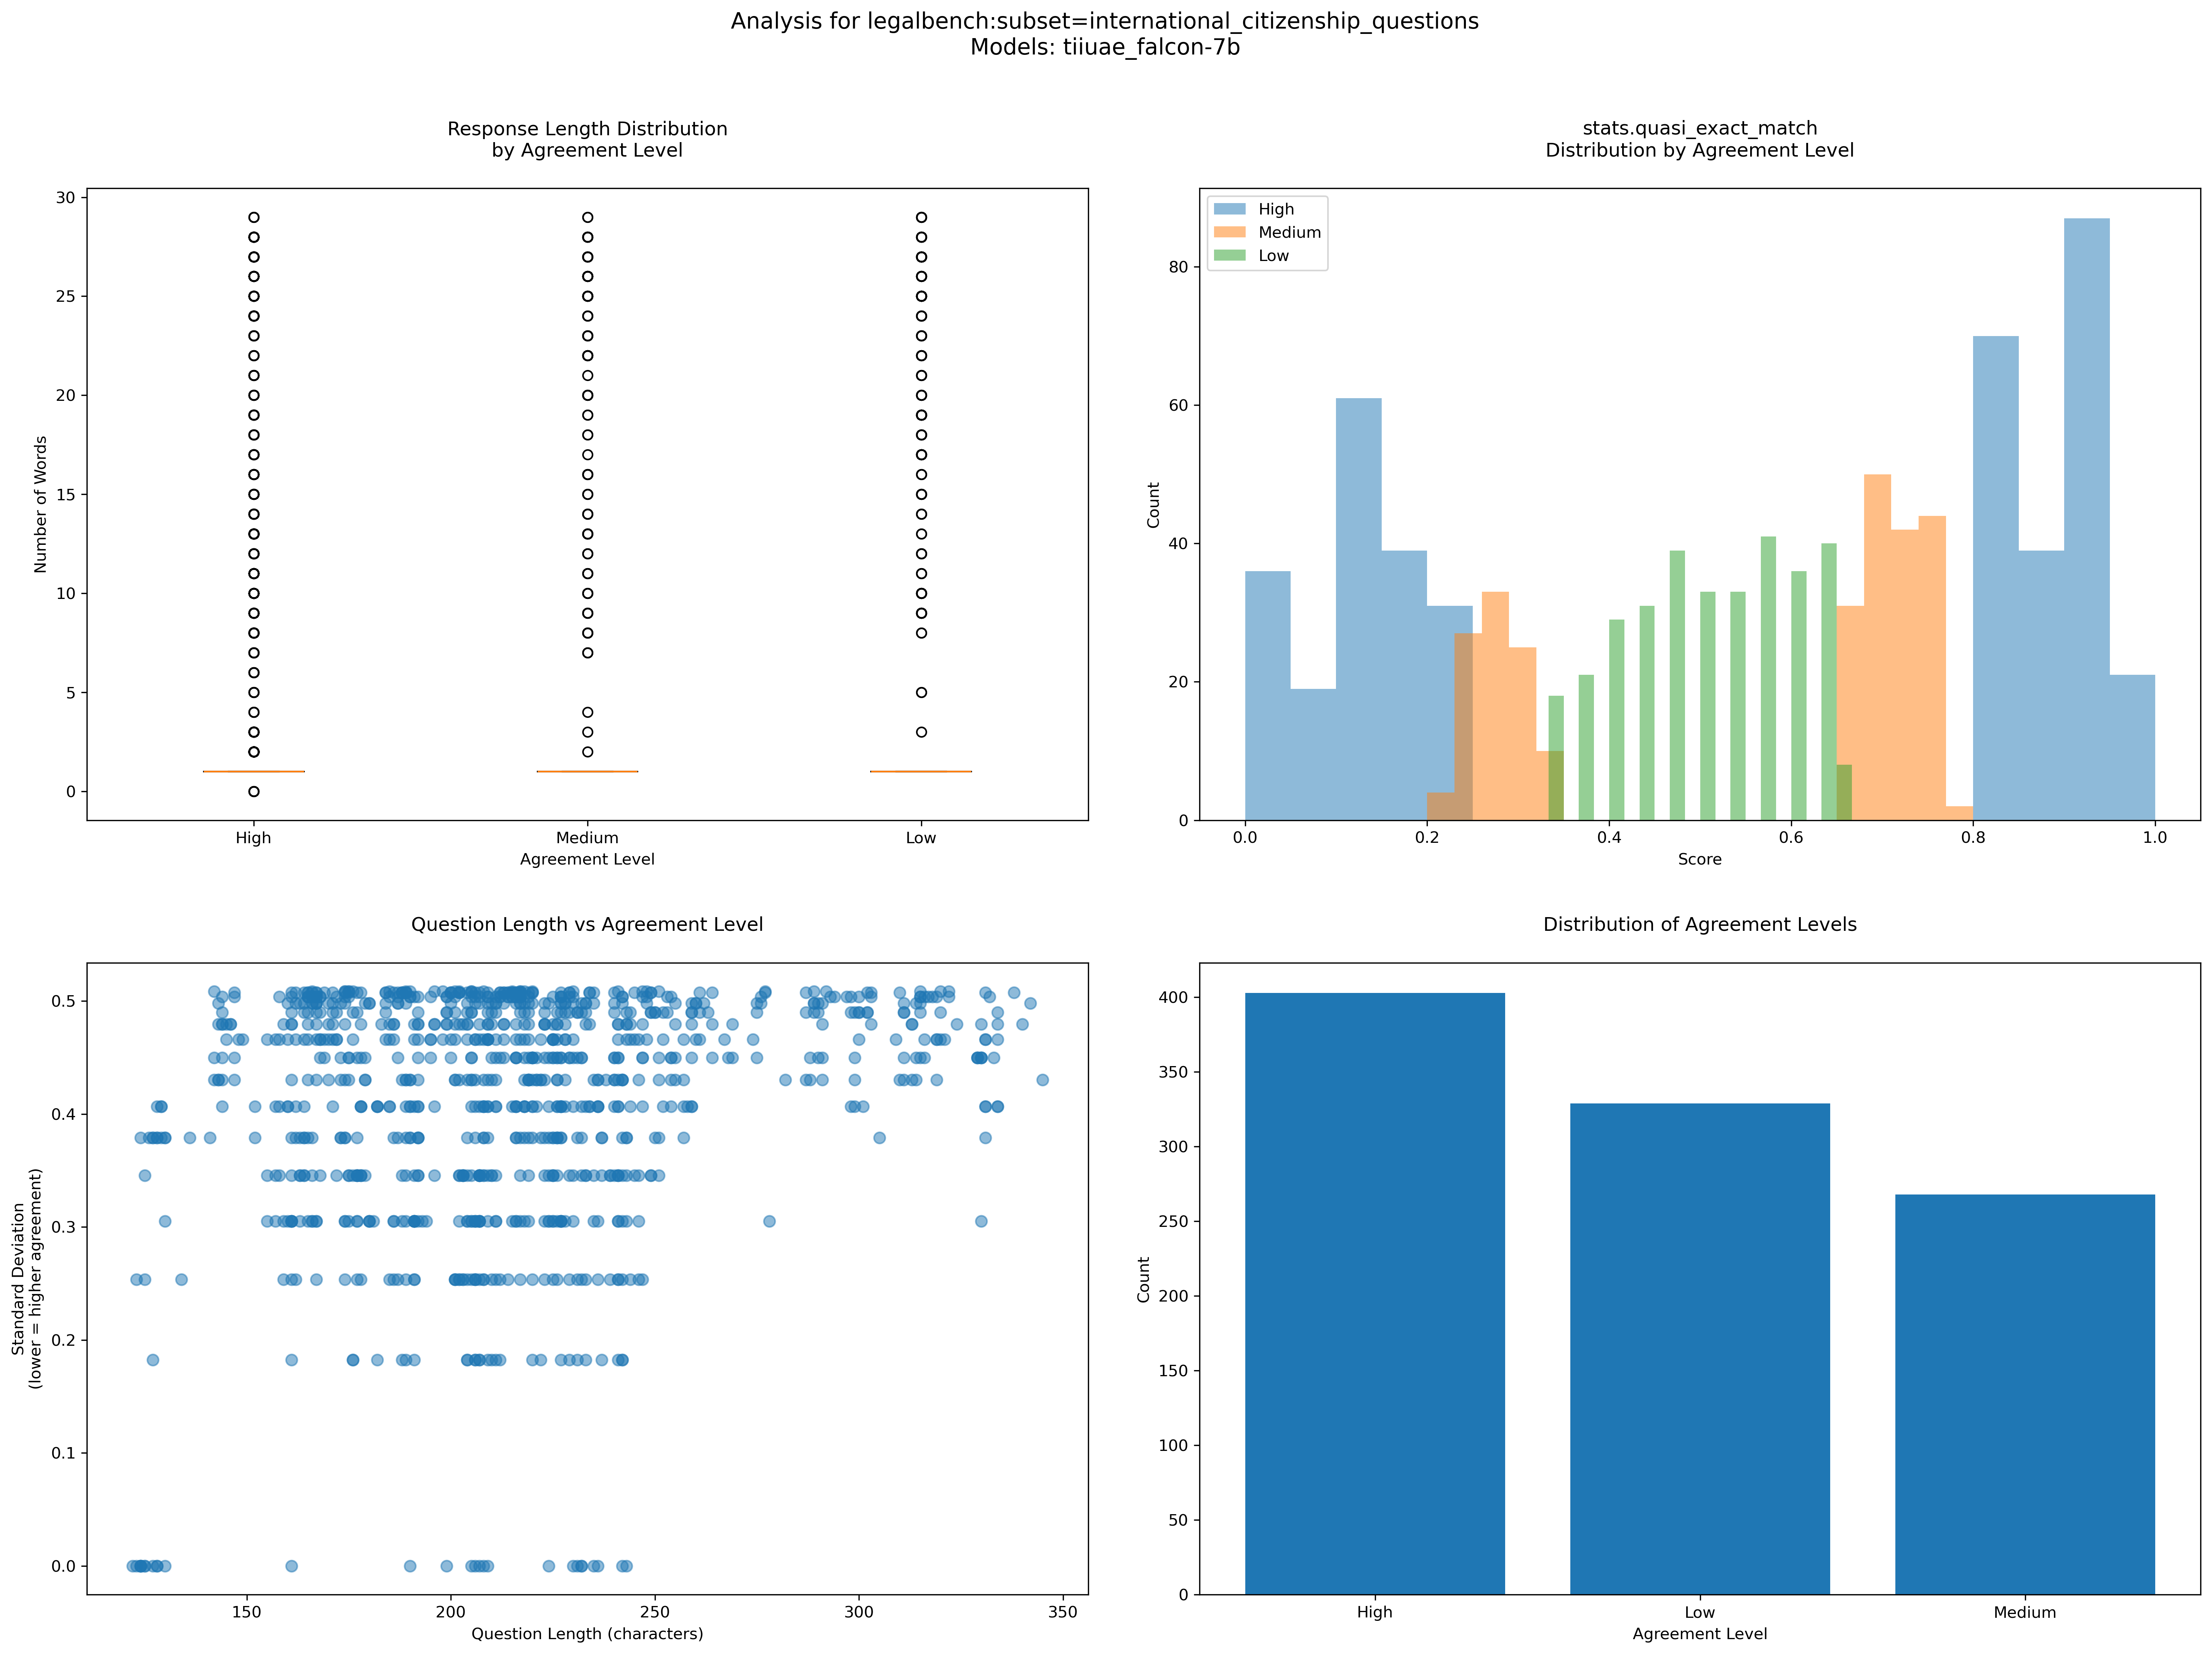 Analysis for legalbench:subset=international_citizenship_questions
Models: tiiuae_falcon-7b
Response Length Distribution
by Agreement Level
Number of Words
30
25
20
15
10
5
0
High
Medium
Low
Agreement Level
stats.quasi_exact_match
Distribution by Agreement Level
High
Medium
Low
Count
80
60
40
20
0
0.0
0.2
0.4
0.6
0.8
1.0
Score
Question Length vs Agreement Level
Standard Deviation
(lower = higher agreement)
0.5
0.4
0.3
0.2
0.1
0.0
150
200
250
300
350
Question Length (characters)
Distribution of Agreement Levels
Count
400
350
300
250
200
150
100
50
0
High
Low
Medium
Agreement Level